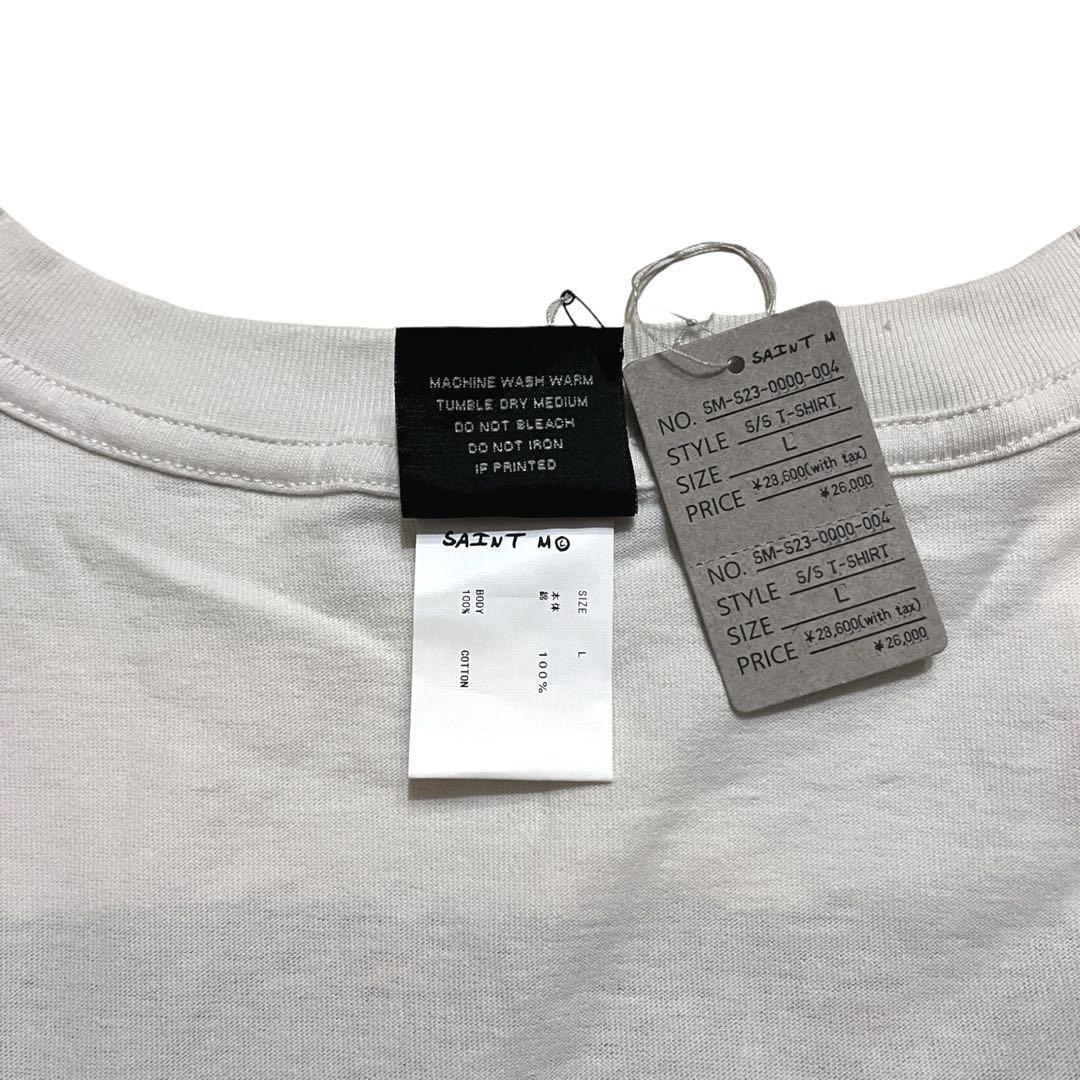 MACHINE WASH WARM
TUMBLE DRY MEDIUM
DO NOT BLEACH
DO NOT IRON
IF PRINTED
SAINT M©
SIZE L
本体 綿 100%
BODY 100% COTTON
SAINT M
NO. SM-S23-0000-004
STYLE S/S T-SHIRT
SIZE L
PRICE ¥28,600(with tax)
¥26,000
NO. SM-S23-0000-004
STYLE S/S T-SHIRT
SIZE L
PRICE ¥28,600(with tax)
¥26,000